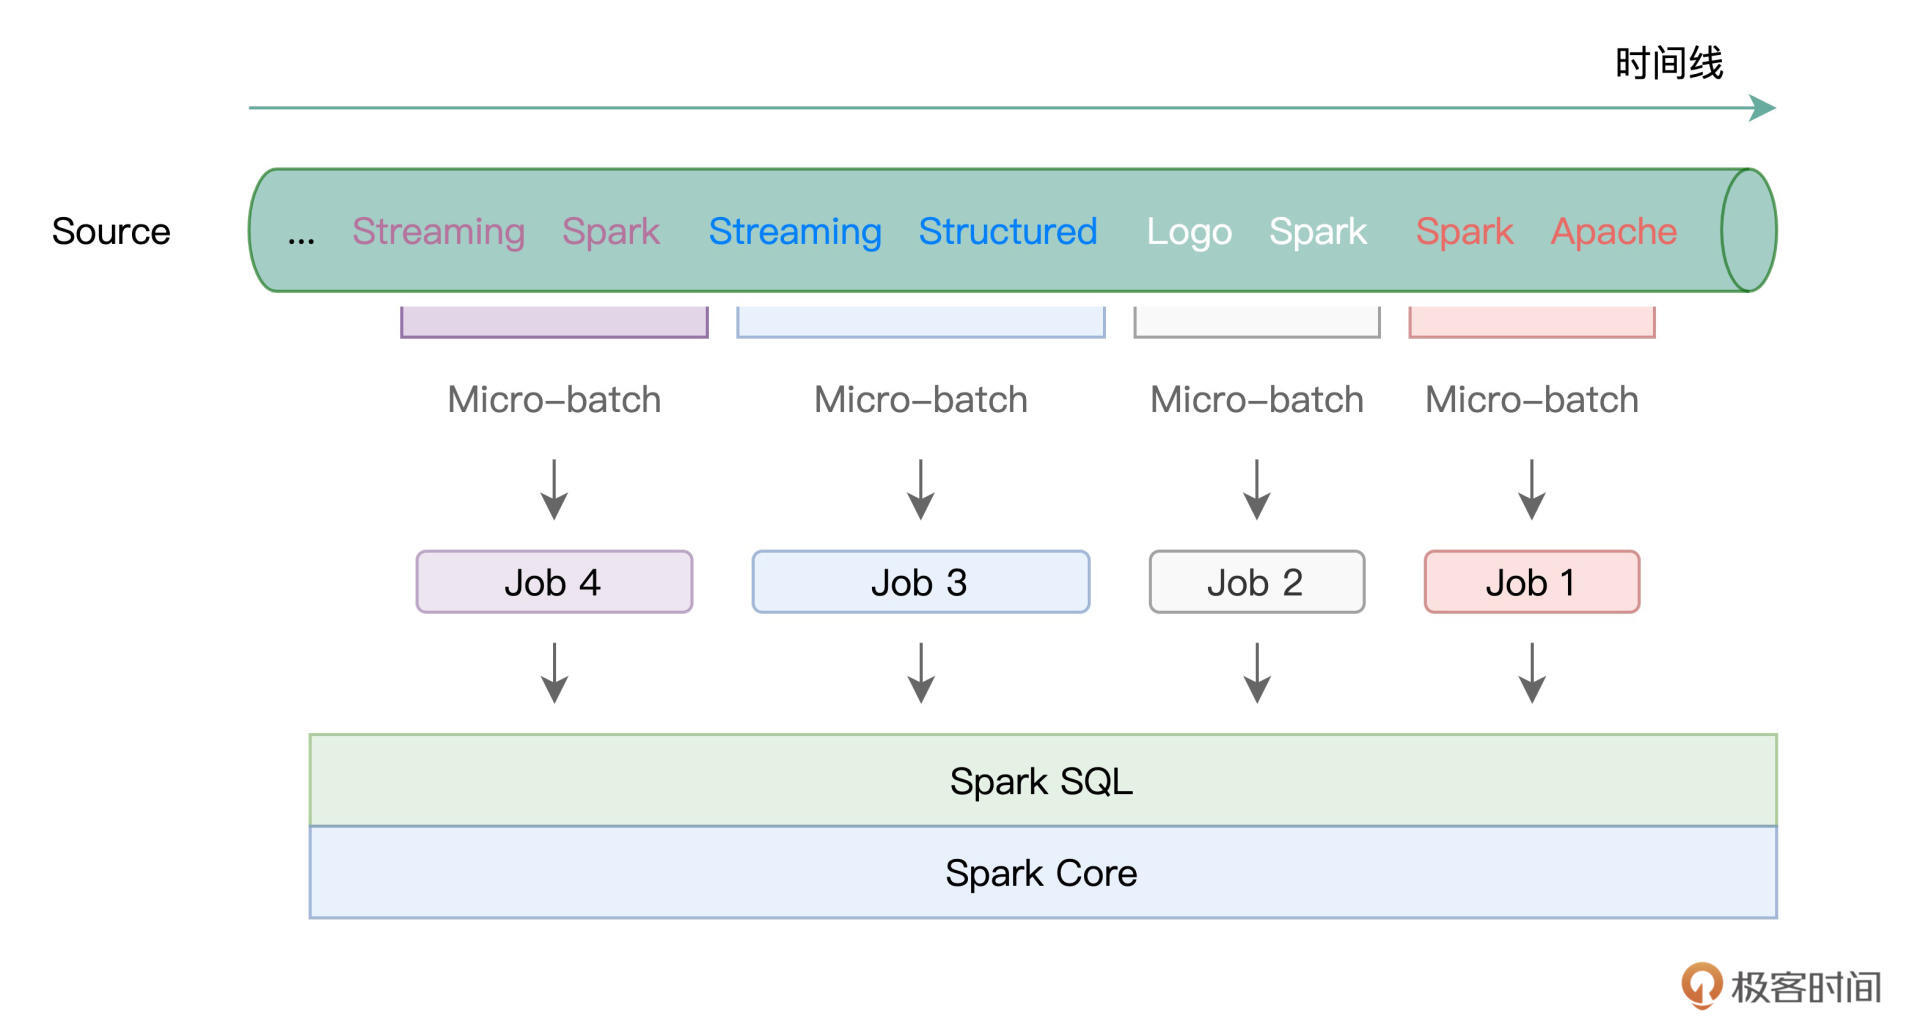 时间线
Source ... Streaming Spark Streaming Structured Logo Spark Spark Apache
Micro-batch Micro-batch Micro-batch Micro-batch
Job 4 Job 3 Job 2 Job 1
Spark SQL
Spark Core
极客时间